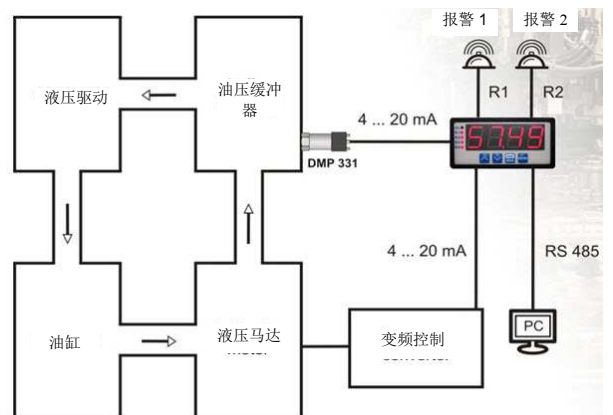 报警 1
报警 2
液压驱动
油压缓冲
器
R1
R2
4 ... 20 mA
57.49
DMP 331
4 ... 20 mA
RS 485
油缸
液压马达
变频控制
PC